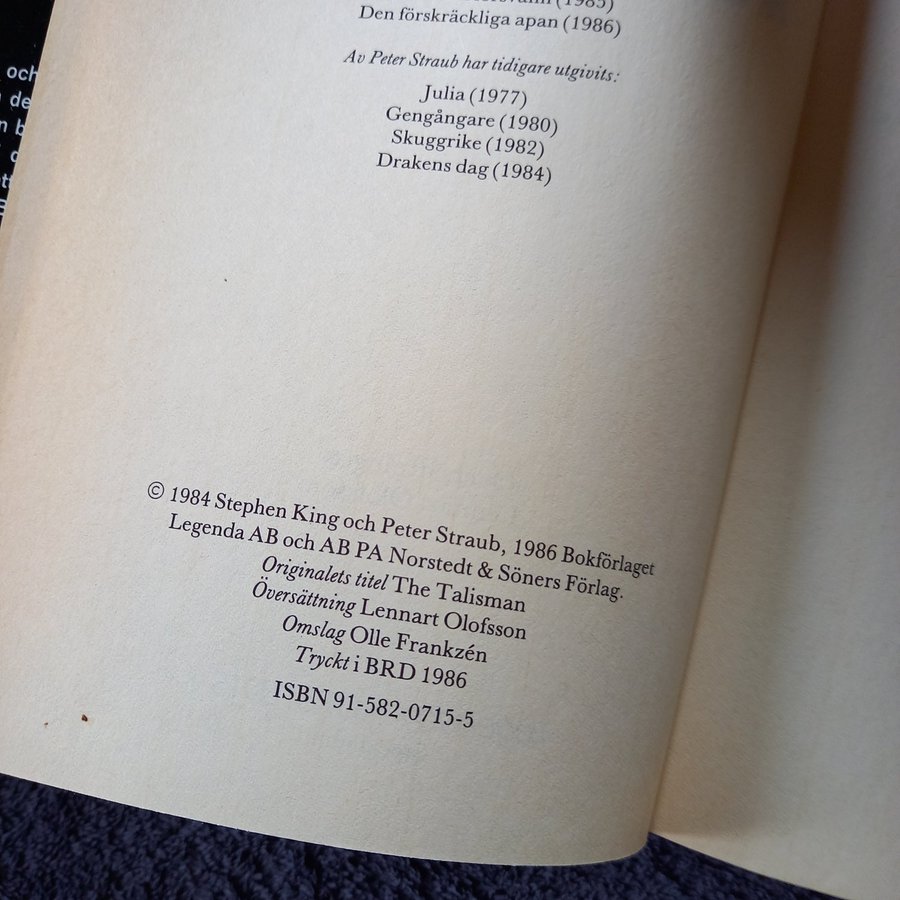 (1985)
Den förskräckliga apan (1986)
Av Peter Straub har tidigare utgivits:
Julia (1977)
Gengångare (1980)
Skuggrike (1982)
Drakens dag (1984)
© 1984 Stephen King och Peter Straub, 1986 Bokförlaget
Legenda AB och AB PA Norstedt & Söners Förlag.
Originalets titel The Talisman
Översättning Lennart Olofsson
Omslag Olle Frankzén
Tryckt i BRD 1986
ISBN 91-582-0715-5
och